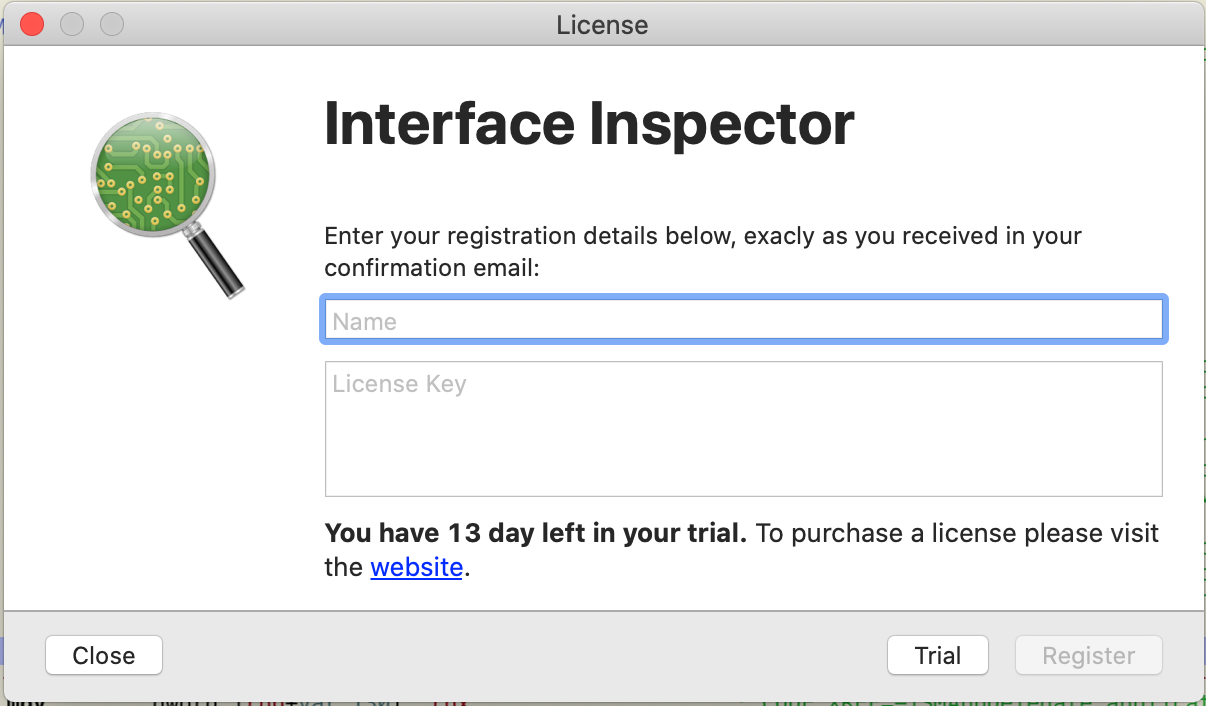 License
Interface Inspector
Enter your registration details below, exacly as you received in your
confirmation email:
Name
License Key
You have 13 day left in your trial. To purchase a license please visit
the website.
Close
Trial
Register